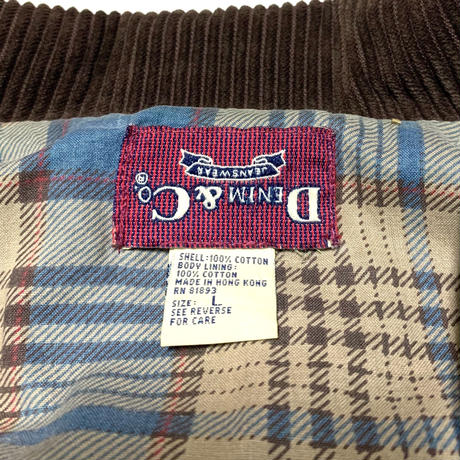 DENIM & CO.®
JEANSWEAR
SHELL: 100% COTTON
BODY LINING:
100% COTTON
MADE IN HONG KONG
RN 81893
SIZE: L
SEE REVERSE
FOR CARE